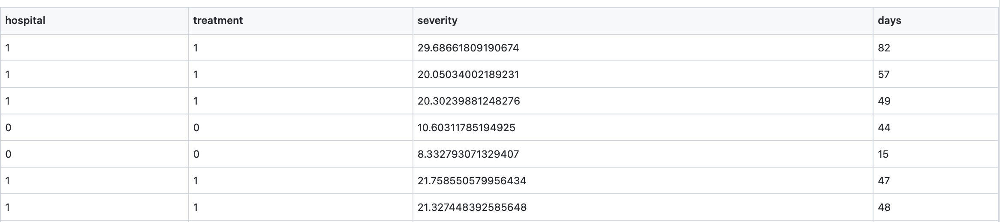 hospital treatment severity days
1 1 29.68661809190674 82
1 1 20.05034002189231 57
1 1 20.30239881248276 49
0 0 10.60311785194925 44
0 0 8.332793071329407 15
1 1 21.758550579956434 47
1 1 21.327448392585648 48